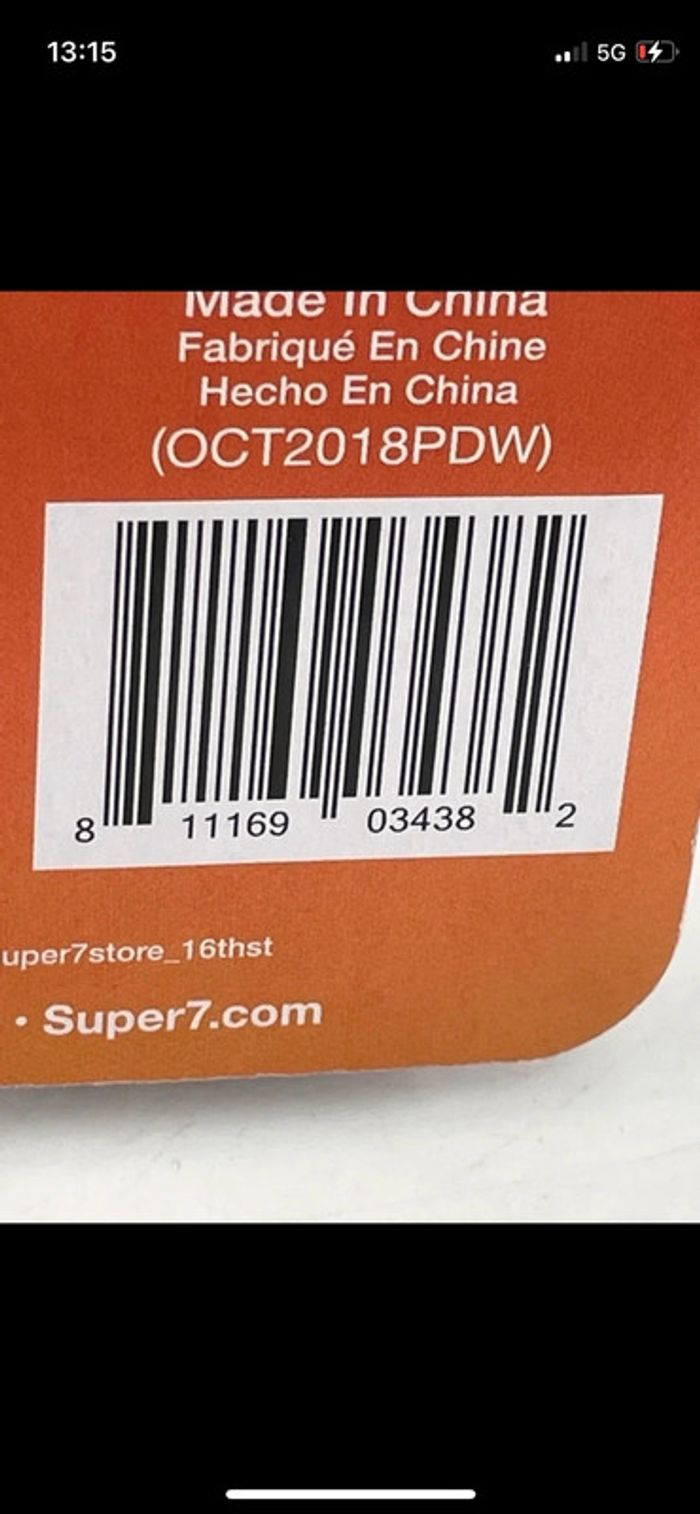 13:15
5G
Made In China
Fabriqué En Chine
Hecho En China
(OCT2018PDW)
8 11169 03438 2
uper7store_16thst
• Super7.com